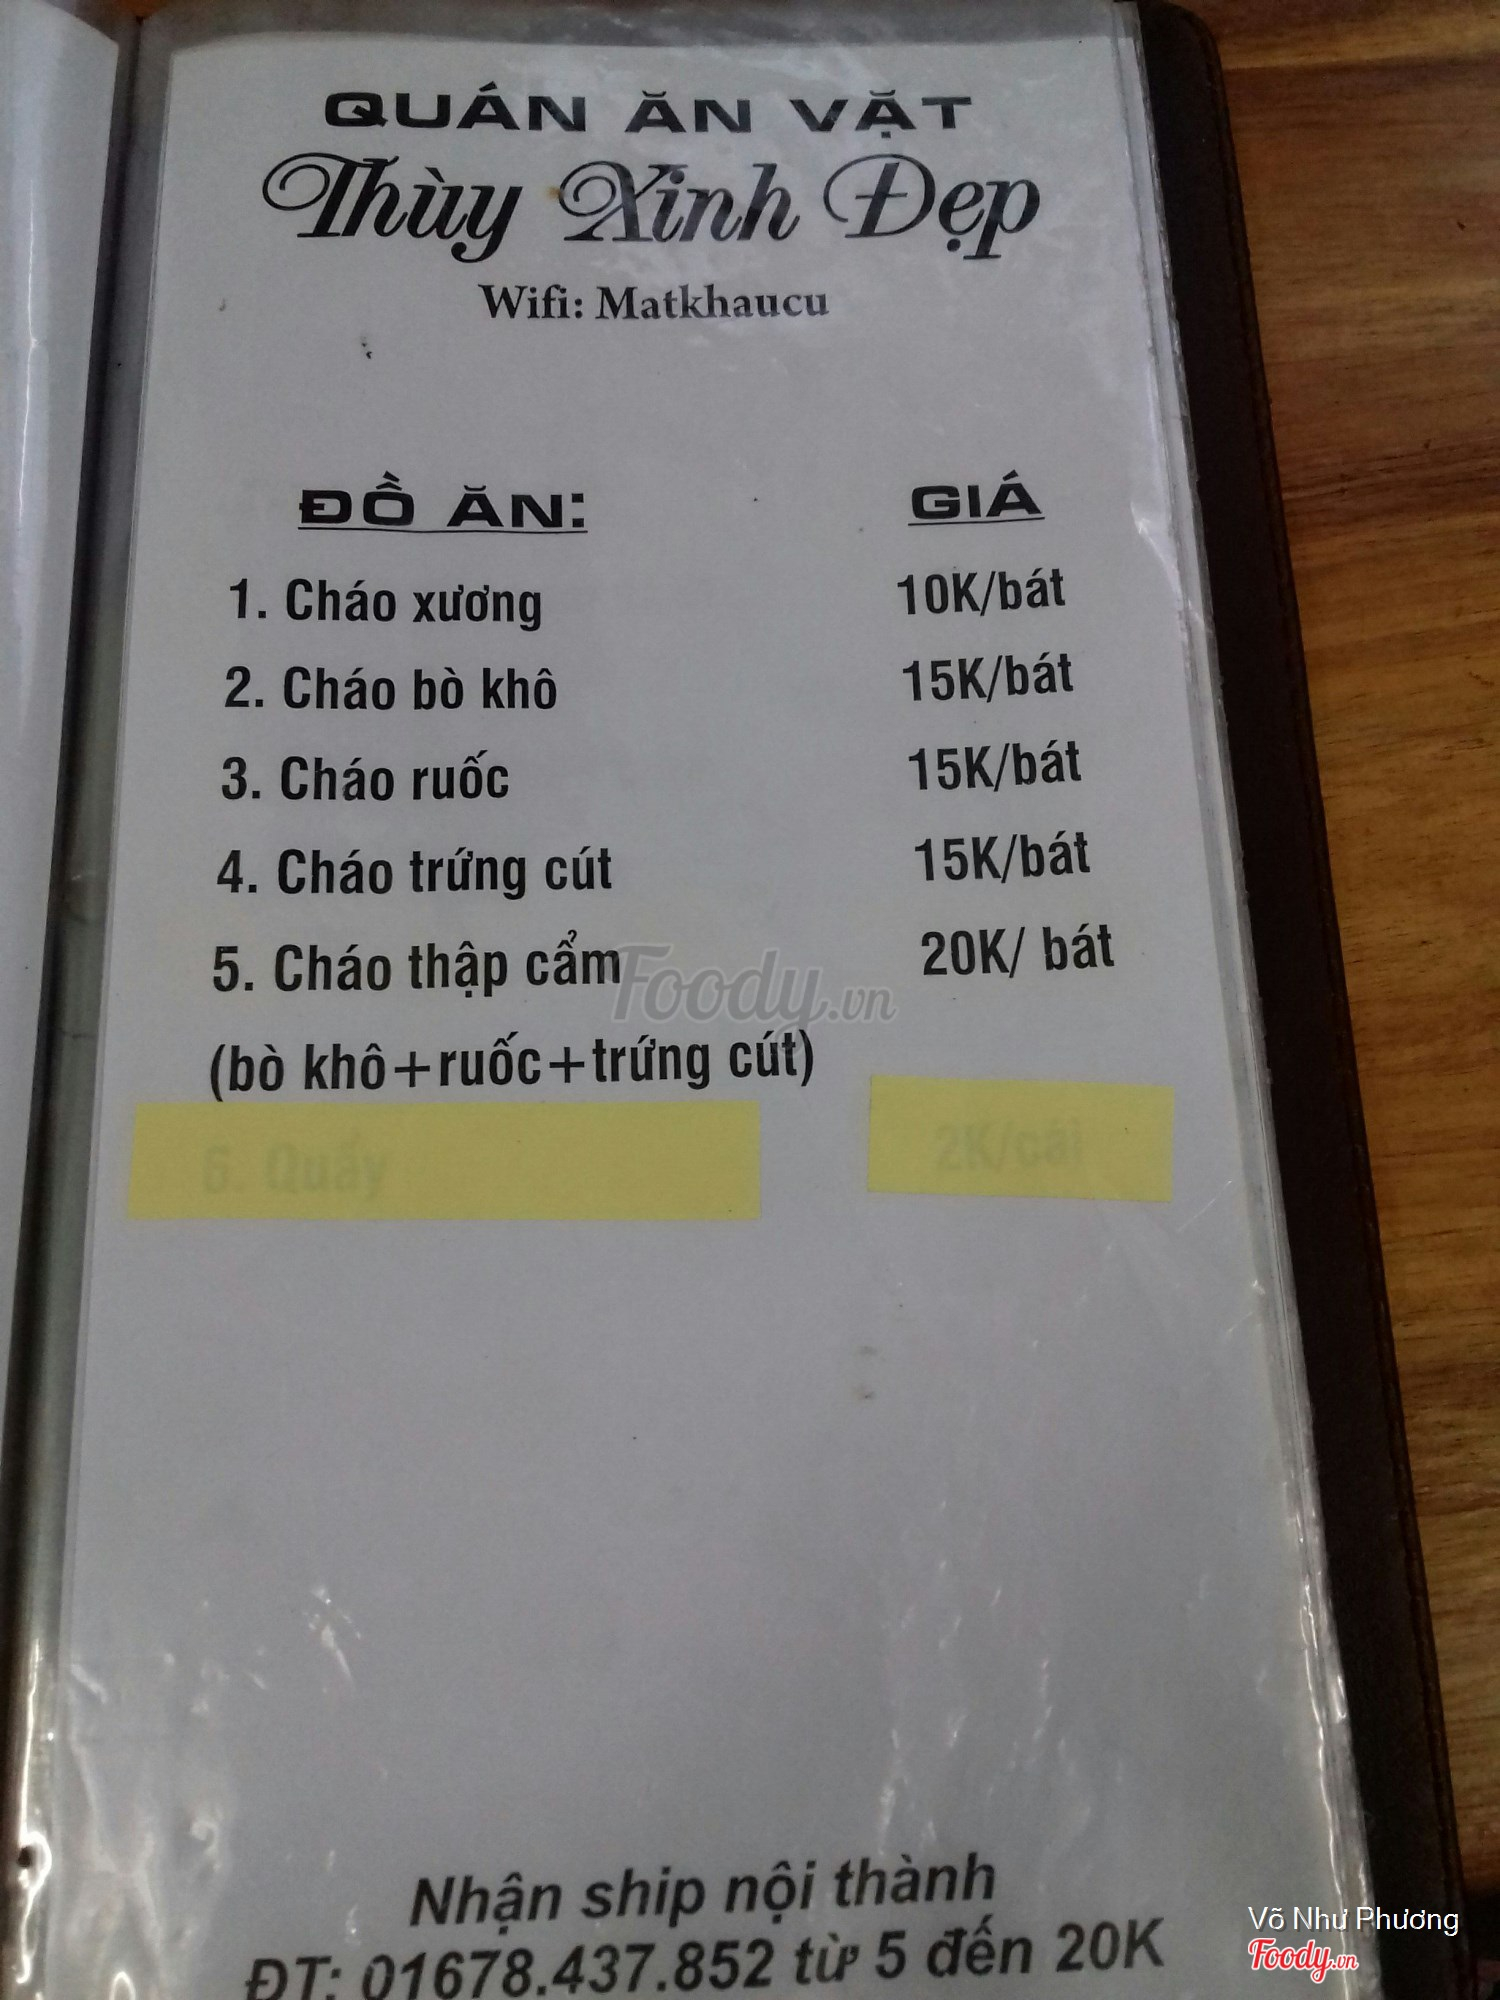 QUÁN ĂN VẶT
Thùy Xinh Đẹp
Wifi: Matkhaucu
ĐỒ ĂN: GIÁ
1. Cháo xương 10K/bát
2. Cháo bò khô 15K/bát
3. Cháo ruốc 15K/bát
4. Cháo trứng cút 15K/bát
5. Cháo thập cẩm 20K/ bát
Foody.vn
(bò khô+ruốc+trứng cút)
6. Quẩy 2K/cái
Nhận ship nội thành
ĐT: 01678.437.852 từ 5 đến 20K
Võ Như Phương
Foody.vn